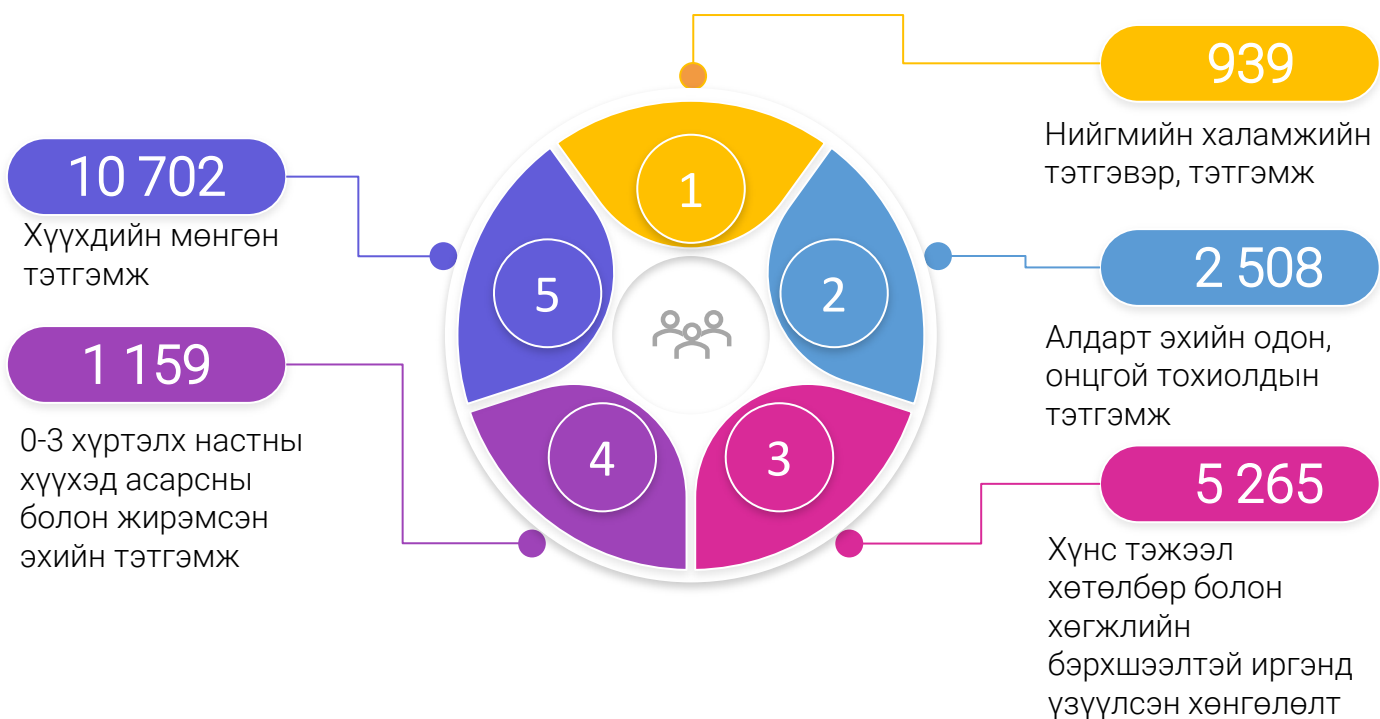 939
Нийгмийн халамжийн
тэтгэвэр, тэтгэмж
2 508
Алдарт эхийн одон,
онцгой тохиолдын
тэтгэмж
5 265
Хүнс тэжээл
хөтөлбөр болон
хөгжлийн
бэрхшээлтэй иргэнд
үзүүлсэн хөнгөлөлт
10 702
Хүүхдийн мөнгөн
тэтгэмж
1 159
0-3 хүртэлх настны
хүүхэд асарсны
болон жирэмсэн
эхийн тэтгэмж
1
2
3
4
5